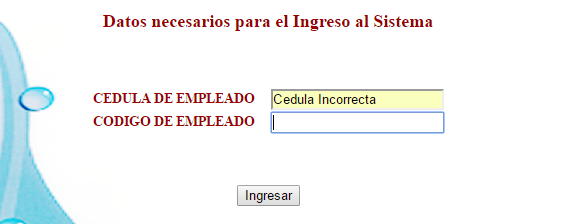 Datos necesarios para el Ingreso al Sistema
CEDULA DE EMPLEADO Cedula Incorrecta
CODIGO DE EMPLEADO
Ingresar